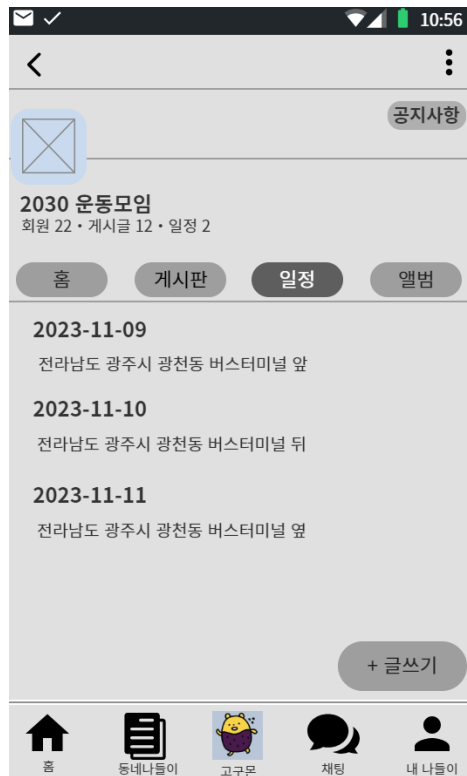 10:56
공지사항
2030 운동모임
회원 22 • 게시글 12 • 일정 2
홈 게시판 일정 앨범
2023-11-09
전라남도 광주시 광천동 버스터미널 앞
2023-11-10
전라남도 광주시 광천동 버스터미널 뒤
2023-11-11
전라남도 광주시 광천동 버스터미널 옆
+ 글쓰기
홈 동네나들이 고구몬 채팅 내 나들이